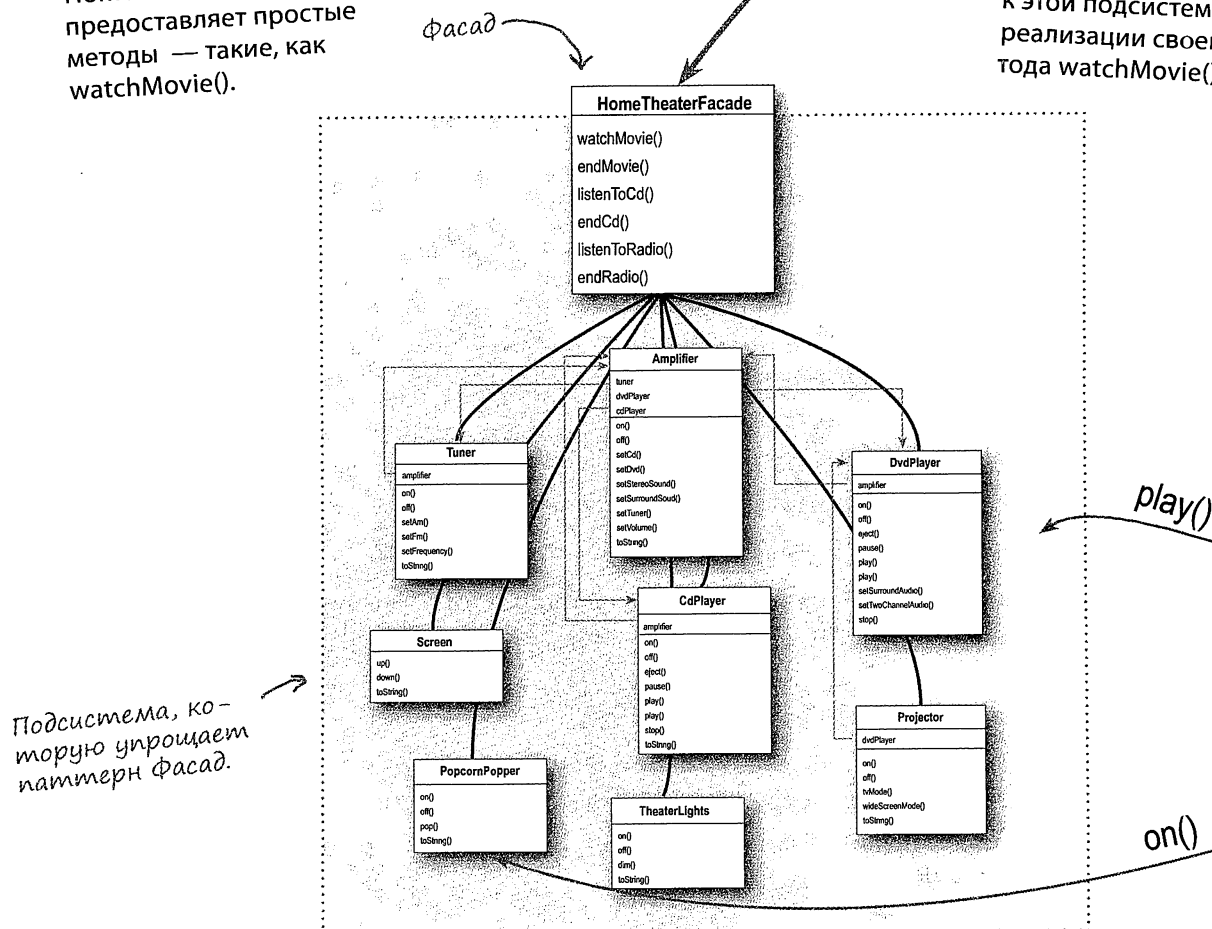 предоставляет простые
методы — такие, как
watchMovie().
Фасад
к этой подсистем
реализации свое
тода watchMovie()
HomeTheaterFacade
watchMovie()
endMovie()
listenToCd()
endCd()
listenToRadio()
endRadio()
Amplifier
tuner
dvdPlayer
cdPlayer
on()
off()
setCd()
setDvd()
setStereoSound()
setSurroundSoud()
setTuner()
setVolume()
toString()
Tuner
amplifier
on()
off()
setAm()
setFm()
setFrequency()
toString()
DvdPlayer
amplifier
on()
off()
eject()
pause()
play()
play()
setSurroundAudio()
setTwoChannelAudio()
stop()
play()
Screen
up()
down()
toString()
CdPlayer
amplifier
on()
off()
eject()
pause()
play()
play()
stop()
toString()
Подсистема, ко-
торую упрощает
паттерн Фасад.
PopcornPopper
on()
off()
pop()
toString()
TheaterLights
on()
off()
dim()
toString()
Projector
dvdPlayer
on()
off()
tvMode()
wideScreenMode()
toString()
on()